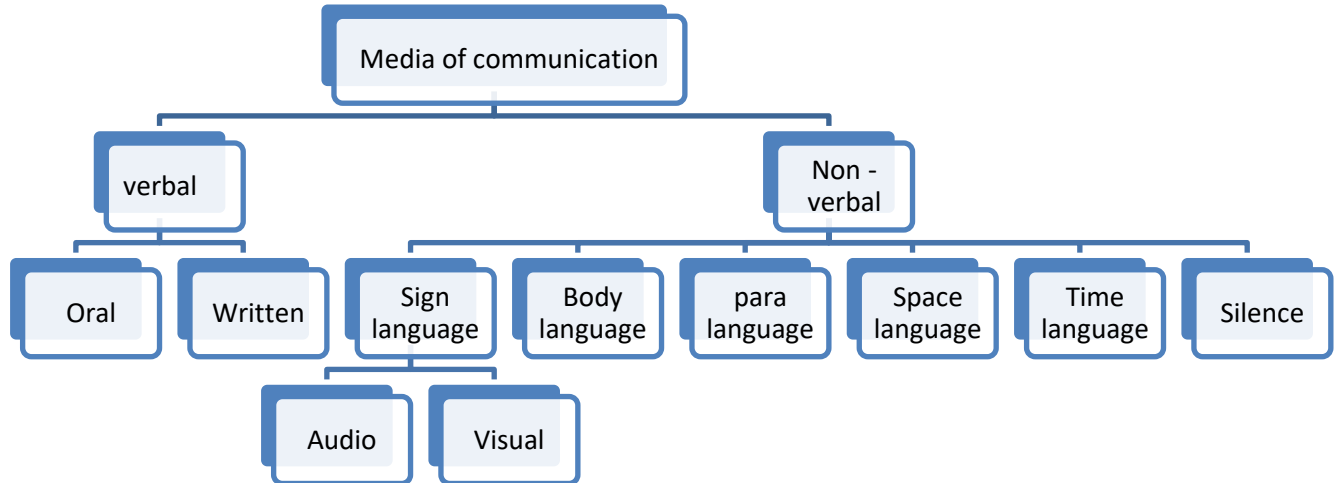 Media of communication
verbal
Non -
verbal
Oral
Written
Sign
language
Body
language
para
language
Space
language
Time
language
Silence
Audio
Visual